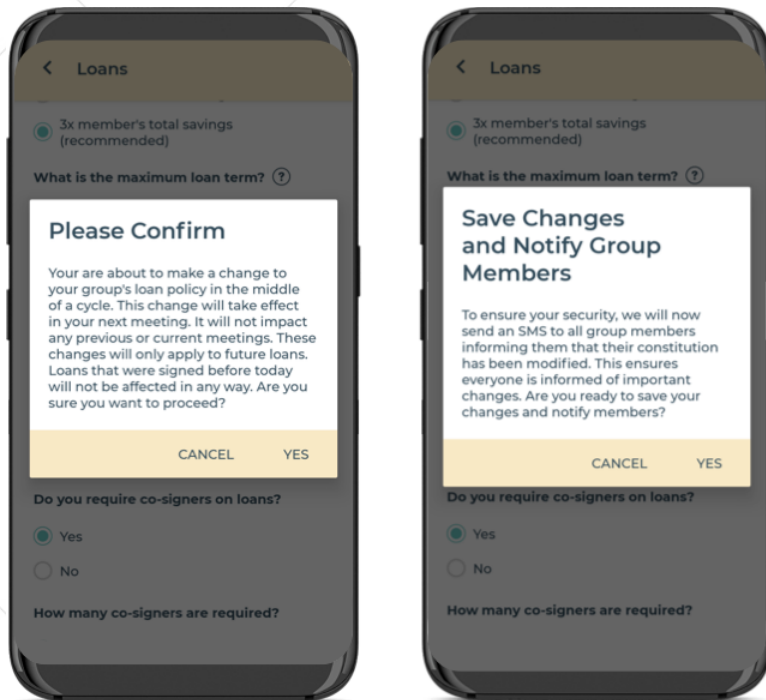 Loans
3x member's total savings
(recommended)
What is the maximum loan term? ?
Please Confirm
Your are about to make a change to
your group's loan policy in the middle
of a cycle. This change will take effect
in your next meeting. It will not impact
any previous or current meetings. These
changes will only apply to future loans.
Loans that were signed before today
will not be affected in any way. Are you
sure you want to proceed?
CANCEL YES
Do you require co-signers on loans?
Yes
No
How many co-signers are required?
Loans
3x member's total savings
(recommended)
What is the maximum loan term? ?
Save Changes
and Notify Group
Members
To ensure your security, we will now
send an SMS to all group members
informing them that their constitution
has been modified. This ensures
everyone is informed of important
changes. Are you ready to save your
changes and notify members?
CANCEL YES
Do you require co-signers on loans?
Yes
No
How many co-signers are required?